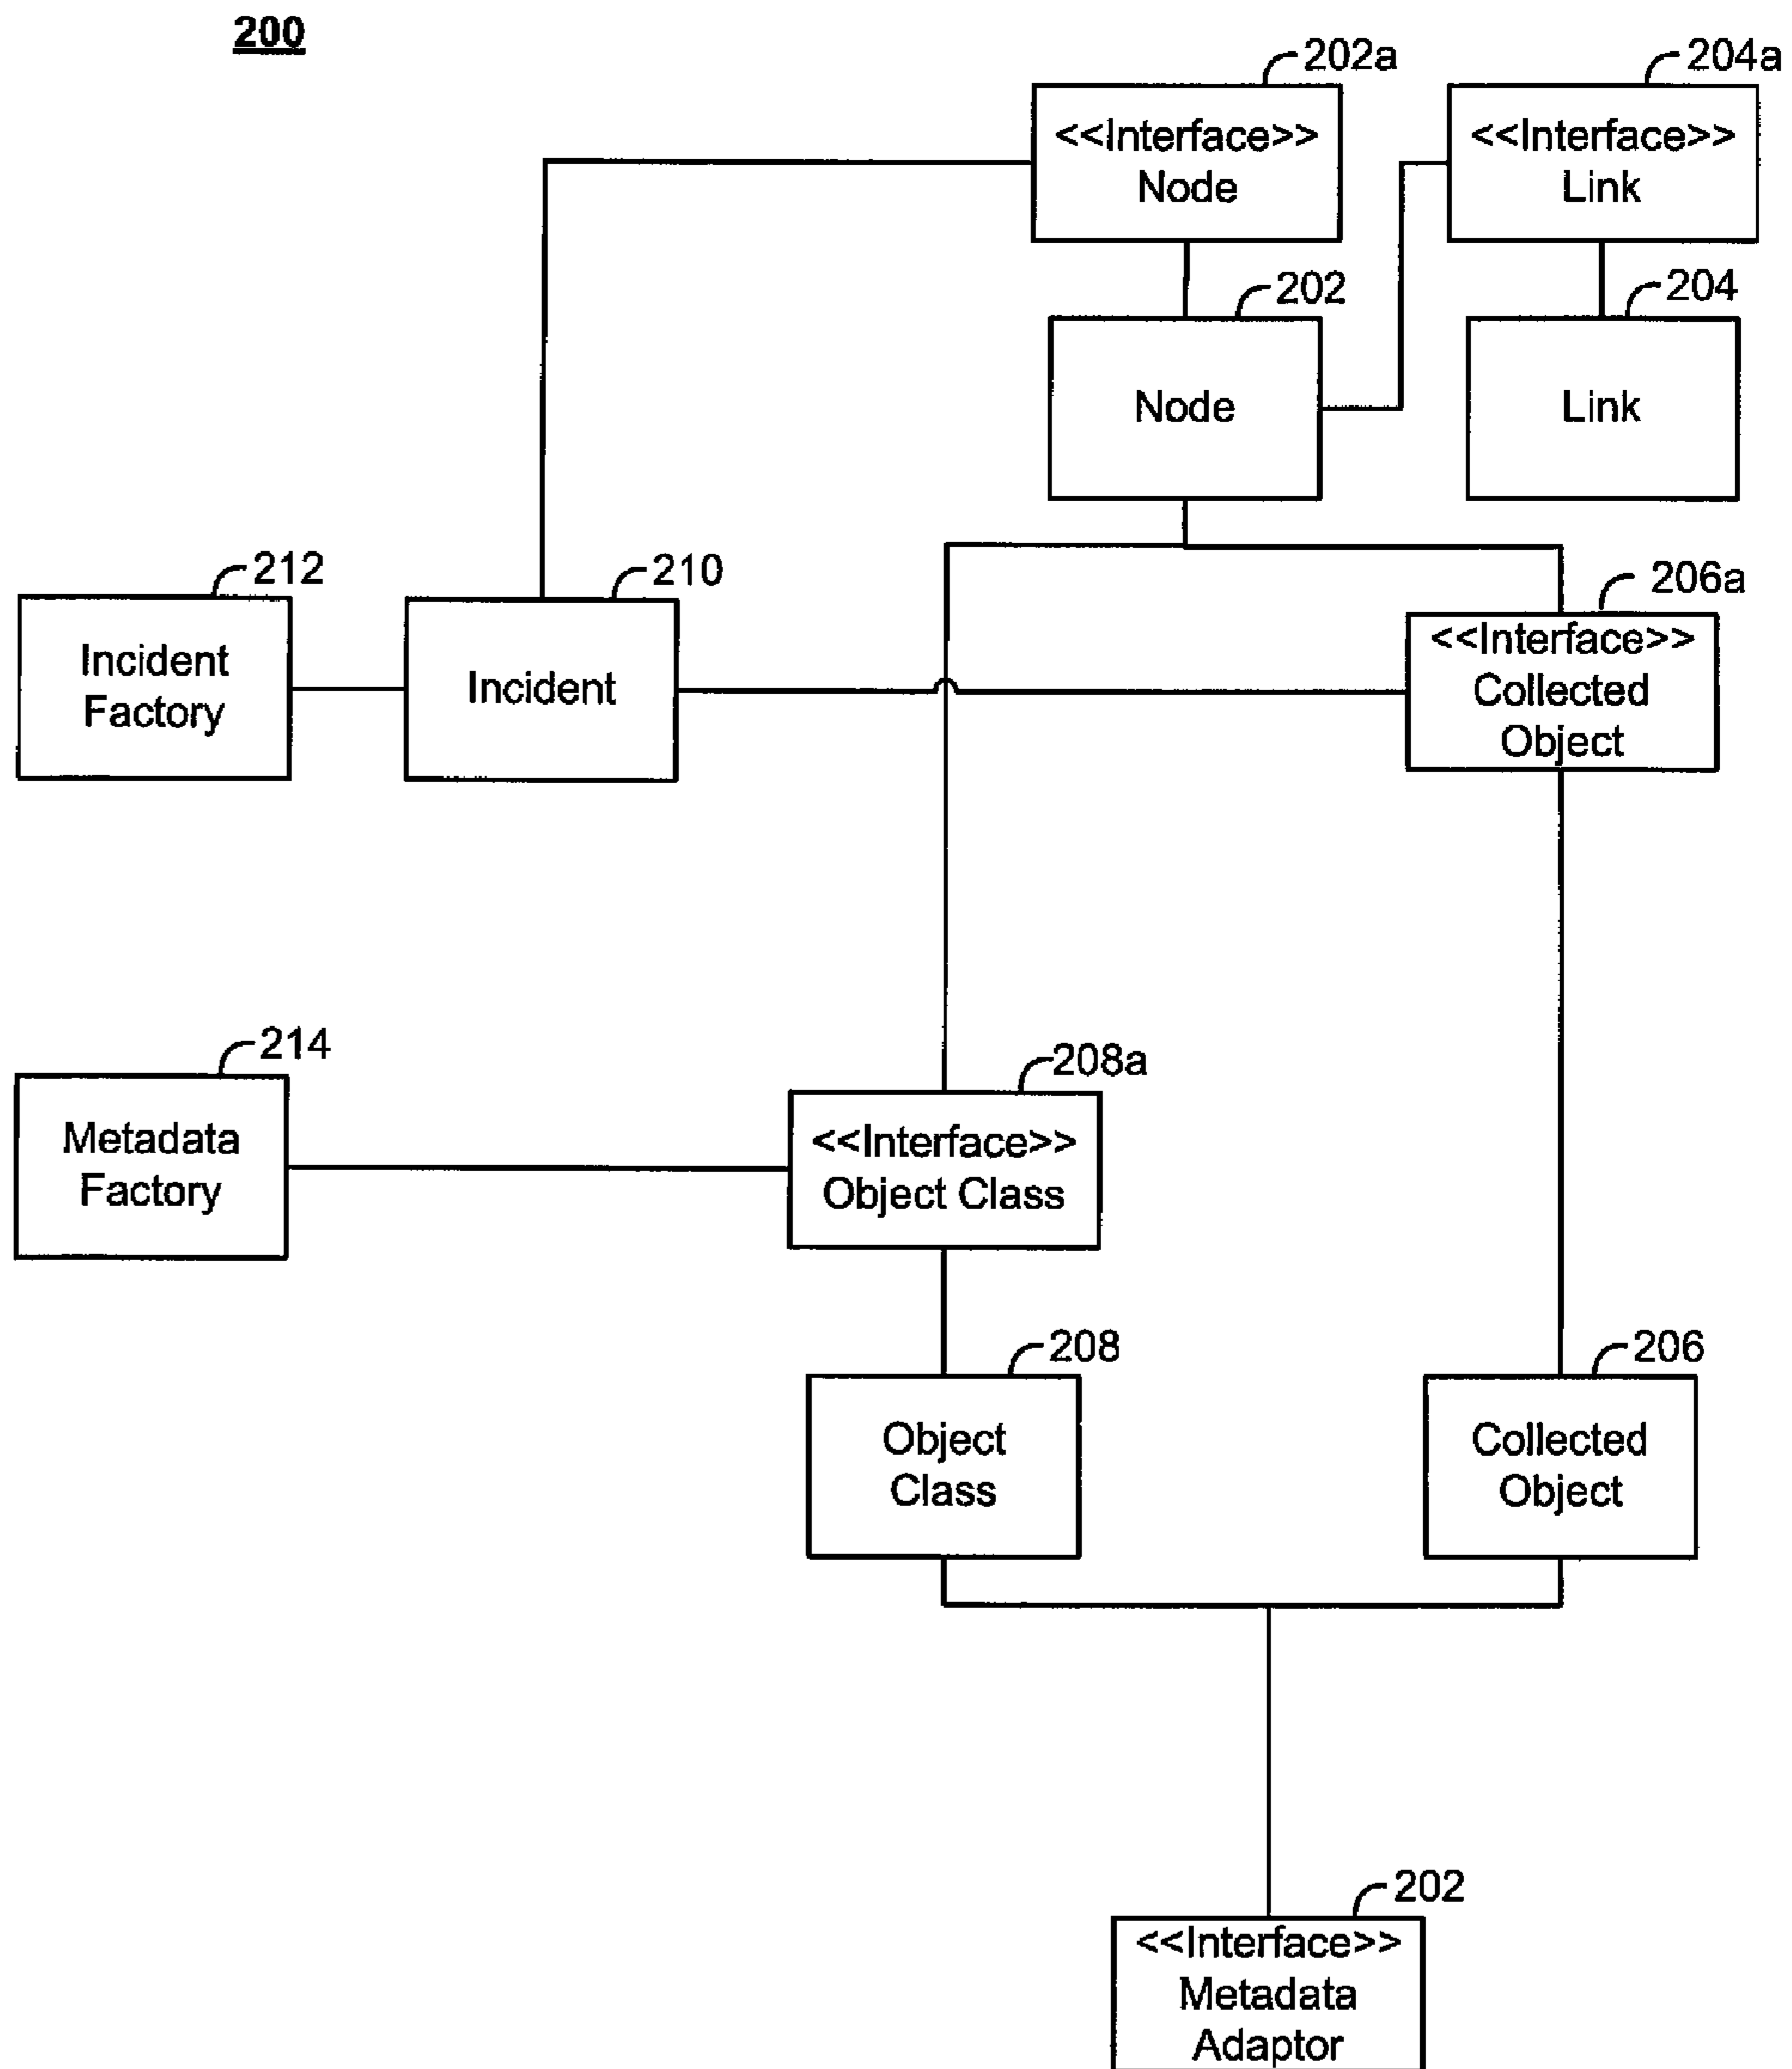 200
202a
204a
<<Interface>>
Node
<<Interface>>
Link
202
204
Node
Link
212
210
206a
Incident
Factory
Incident
<<Interface>>
Collected
Object
214
208a
Metadata
Factory
<<Interface>>
Object Class
208
206
Object
Class
Collected
Object
202
<<Interface>>
Metadata
Adaptor